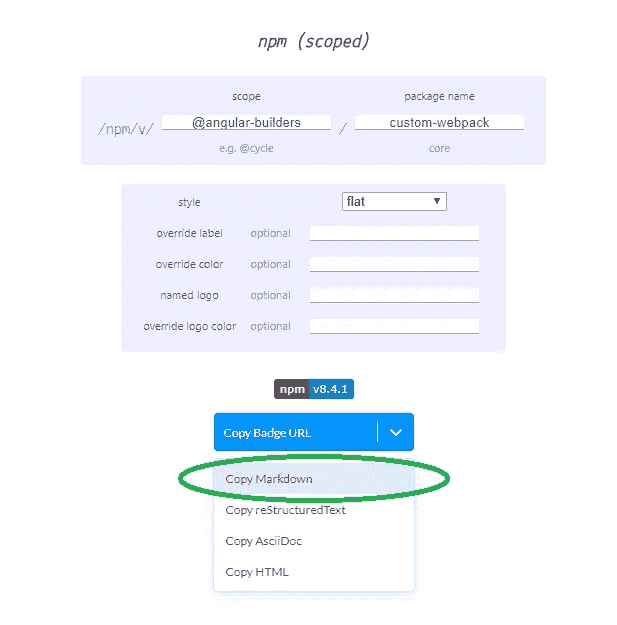 npm (scoped)
scope package name
/npm/v/ @angular-builders / custom-webpack
e.g. @cycle core
style flat
override label optional
override color optional
named logo optional
override logo color optional
npm v8.4.1
Copy Badge URL
Copy Markdown
Copy reStructuredText
Copy AsciiDoc
Copy HTML